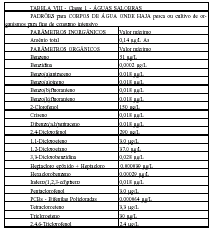 TABELA VIII - Classe 1 - ÁGUAS SALOBRAS
PADRÕES para CORPOS DE ÁGUA ONDE HAJA pesca ou cultivo de or-
ganismos para fins de consumo intensivo
PARÂMETROS INORGÂNICOS Valor máximo
Arsênio total 0,14 µg/L As
PARÂMETROS ORGÂNICOS Valor máximo
Benzeno 51 µg/L
Benzidina 0,0002 µg/L
Benzo(a)antraceno 0,018 µg/L
Benzo(a)pireno 0,018 µg/L
Benzo(b)fluoranteno 0,018 µg/L
Benzo(k)fluoranteno 0,018 µg/L
2-Clorofenol 150 µg/L
Criseno 0,018 µg/L
Dibenzo(a,h)antraceno 0,018 µg/L
2,4-Diclorofenol 290 µg/L
1,1-Dicloroeteno 3,0 µg/L
1,2-Dicloroetano 37,0 µg/L
3,3-Diclorobenzidina 0,028 µg/L
Heptacloro epóxido + Heptacloro 0,000039 µg/L
Hexaclorobenzeno 0,00029 µg/L
Indeno(1,2,3-cd)pireno 0,018 µg/L
Pentaclorofenol 3,0 µg/L
PCBs - Bifenilas Policloradas 0,000064 µg/L
Tetracloroeteno 3,3 µg/L
Tricloroeteno 30 µg/L
2,4,6-Triclorofenol 2,4 µg/L